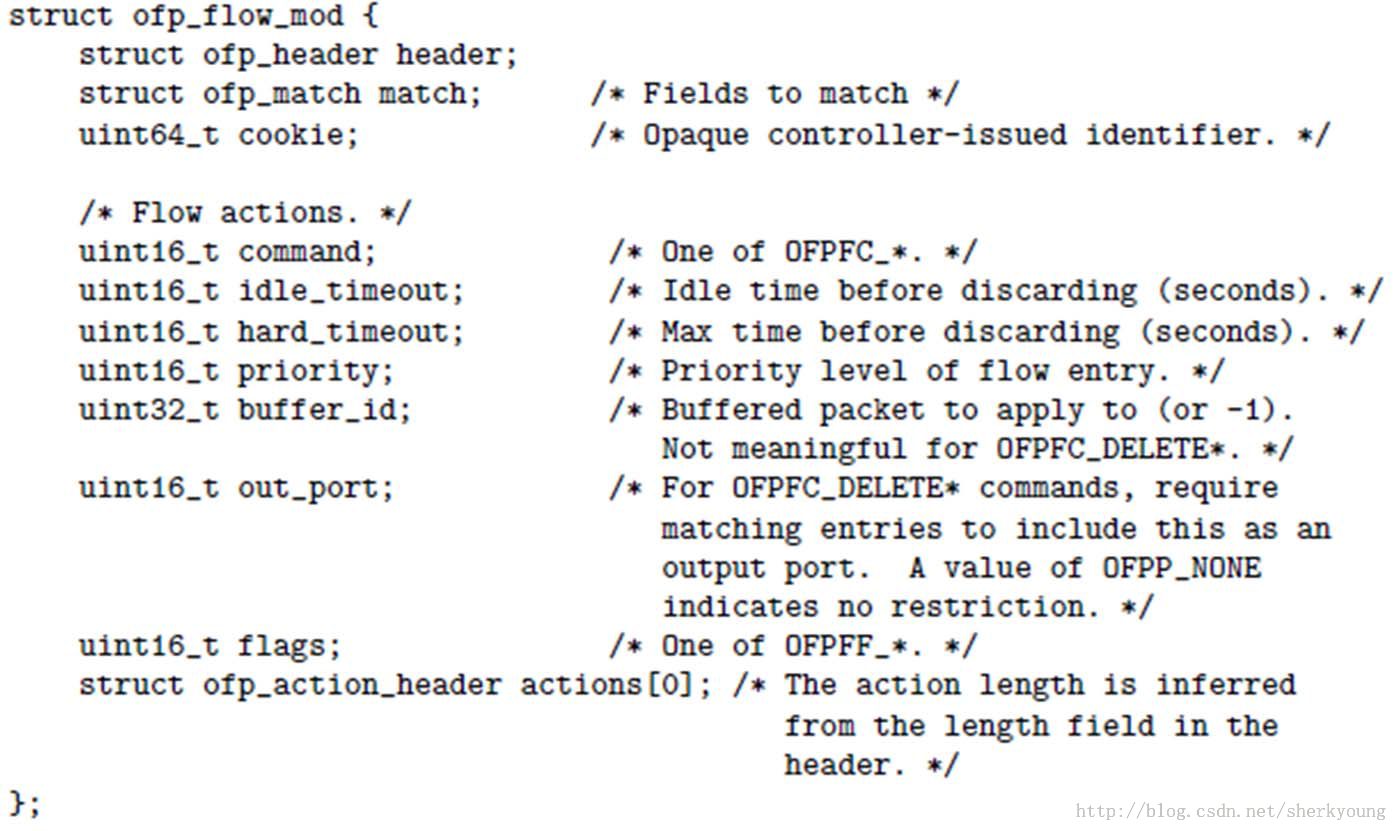 struct ofp_flow_mod {
    struct ofp_header header;
    struct ofp_match match;      /* Fields to match */
    uint64_t cookie;             /* Opaque controller-issued identifier. */

    /* Flow actions. */
    uint16_t command;             /* One of OFPFC_*. */
    uint16_t idle_timeout;        /* Idle time before discarding (seconds). */
    uint16_t hard_timeout;        /* Max time before discarding (seconds). */
    uint16_t priority;            /* Priority level of flow entry. */
    uint32_t buffer_id;           /* Buffered packet to apply to (or -1).
                                     Not meaningful for OFPFC_DELETE*. */
    uint16_t out_port;            /* For OFPFC_DELETE* commands, require
                                     matching entries to include this as an
                                     output port.  A value of OFPP_NONE
                                     indicates no restriction. */
    uint16_t flags;               /* One of OFPFF_*. */
    struct ofp_action_header actions[0]; /* The action length is inferred
                                            from the length field in the
                                            header. */
};
http://blog.csdn.net/sherkyoung